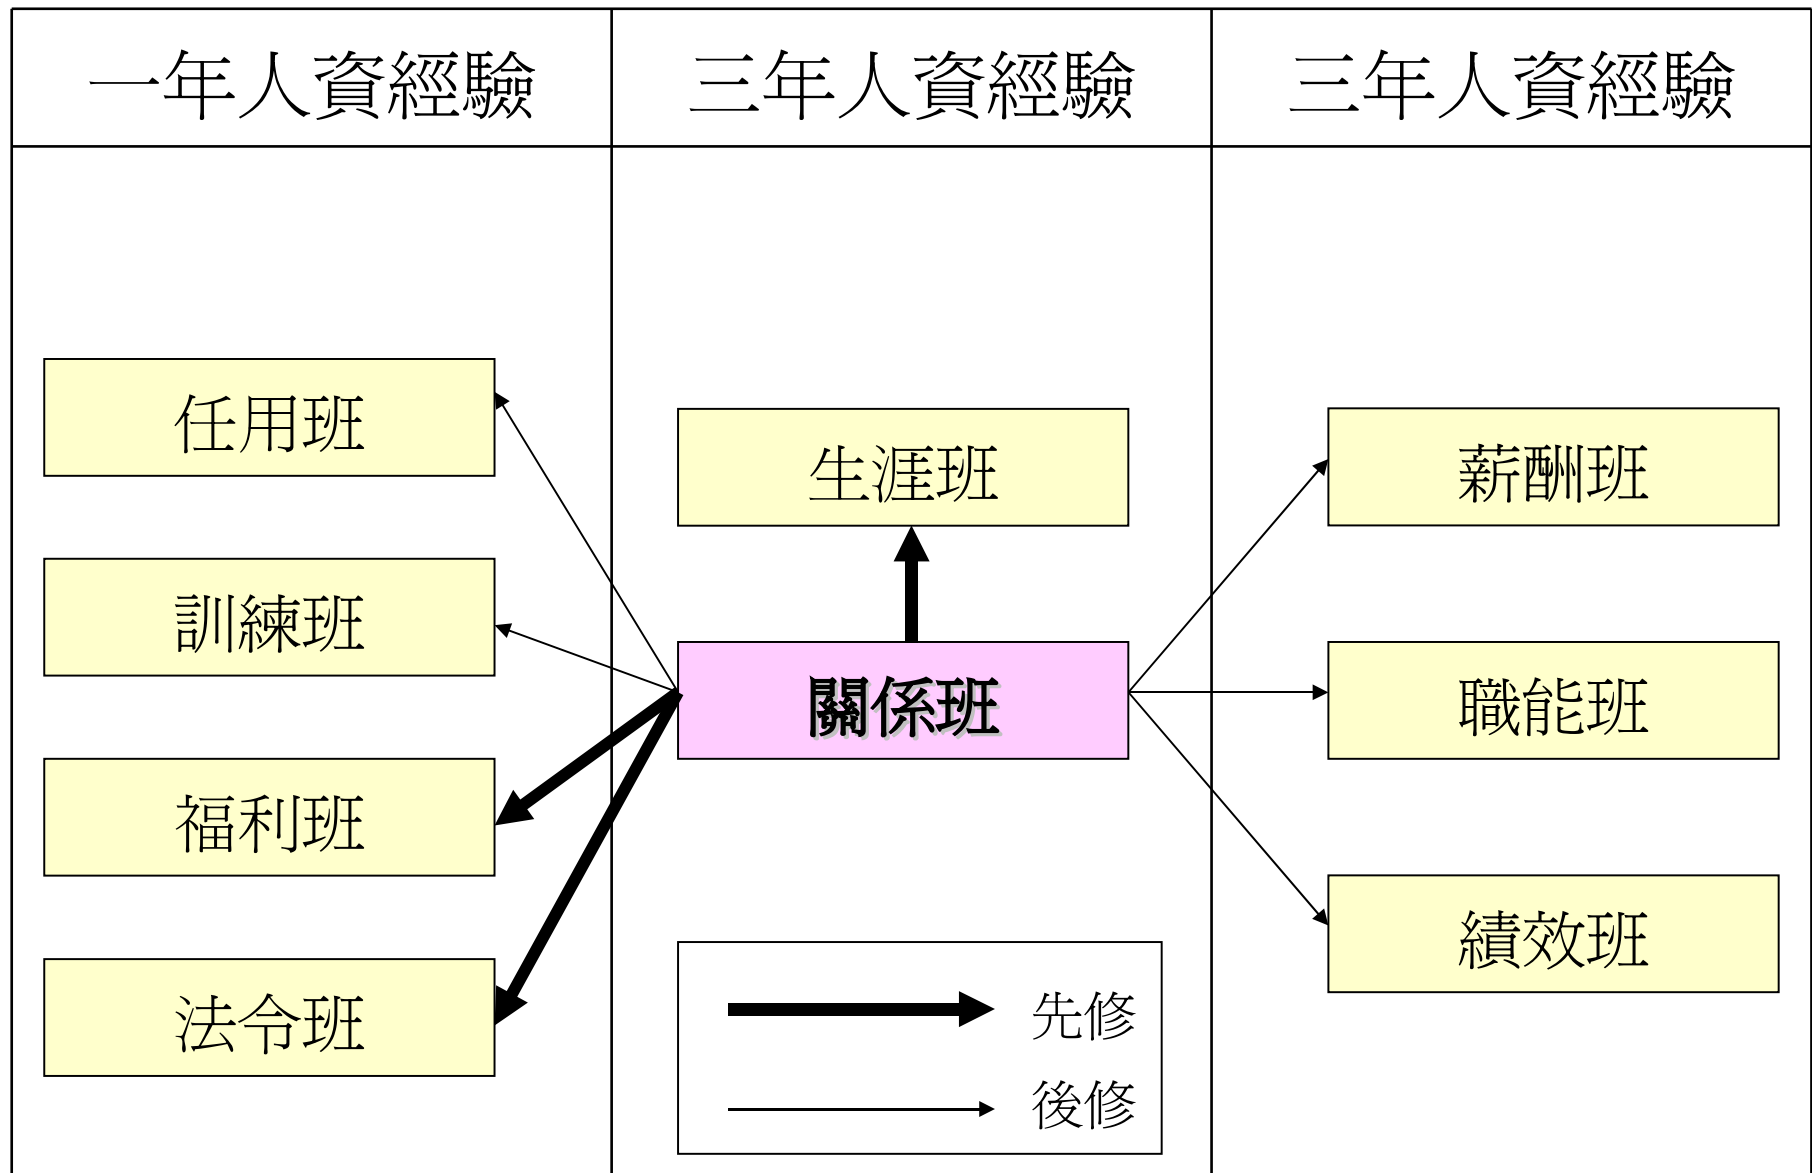 一年人資經驗
三年人資經驗
三年人資經驗
任用班
訓練班
福利班
法令班
生涯班
關係班
薪酬班
職能班
績效班
先修
後修